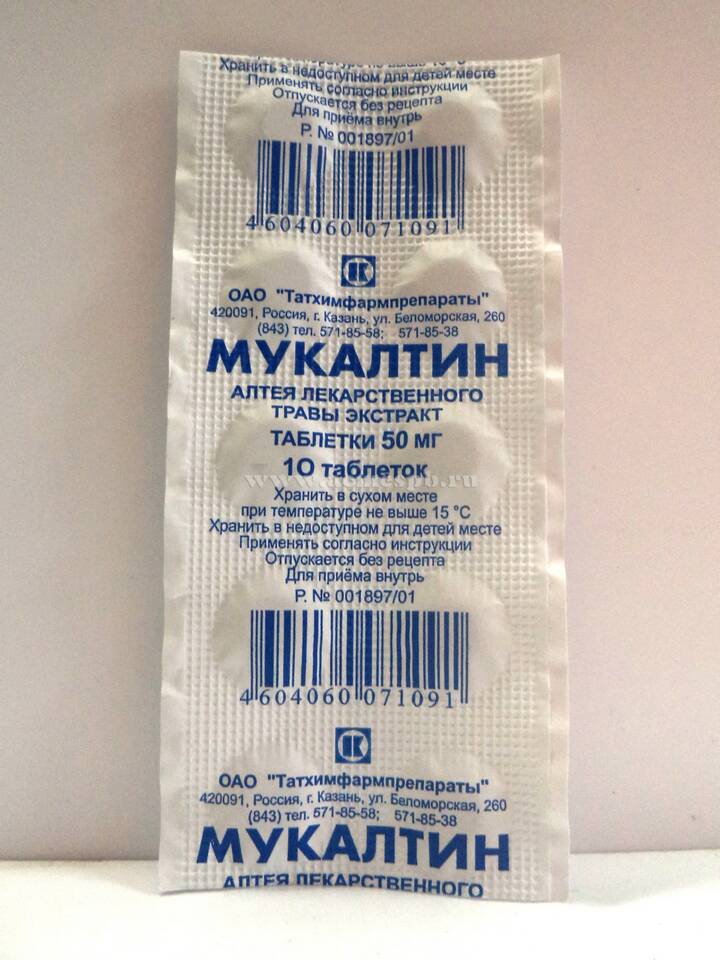 температуре не выше 15 °C
Хранить в недоступном для детей месте
Применять согласно инструкции
Отпускается без рецепта
Для приёма внутрь
Р. № 001897/01
4 604060 071091
ОАО "Татхимфармпрепараты"
420091, Россия, г. Казань, ул. Беломорская, 260
(843) тел. 571-85-58; 571-85-38
МУКАЛТИН
АЛТЕЯ ЛЕКАРСТВЕННОГО
ТРАВЫ ЭКСТРАКТ
ТАБЛЕТКИ 50 МГ
10 таблеток
Хранить в сухом месте
при температуре не выше 15 °C
Хранить в недоступном для детей месте
Применять согласно инструкции
Отпускается без рецепта
Для приёма внутрь
Р. № 001897/01
4 604060 071091
ОАО "Татхимфармпрепараты"
420091, Россия, г. Казань, ул. Беломорская, 260
(843) тел. 571-85-58; 571-85-38
МУКАЛТИН
АЛТЕЯ ЛЕКАРСТВЕННОГО